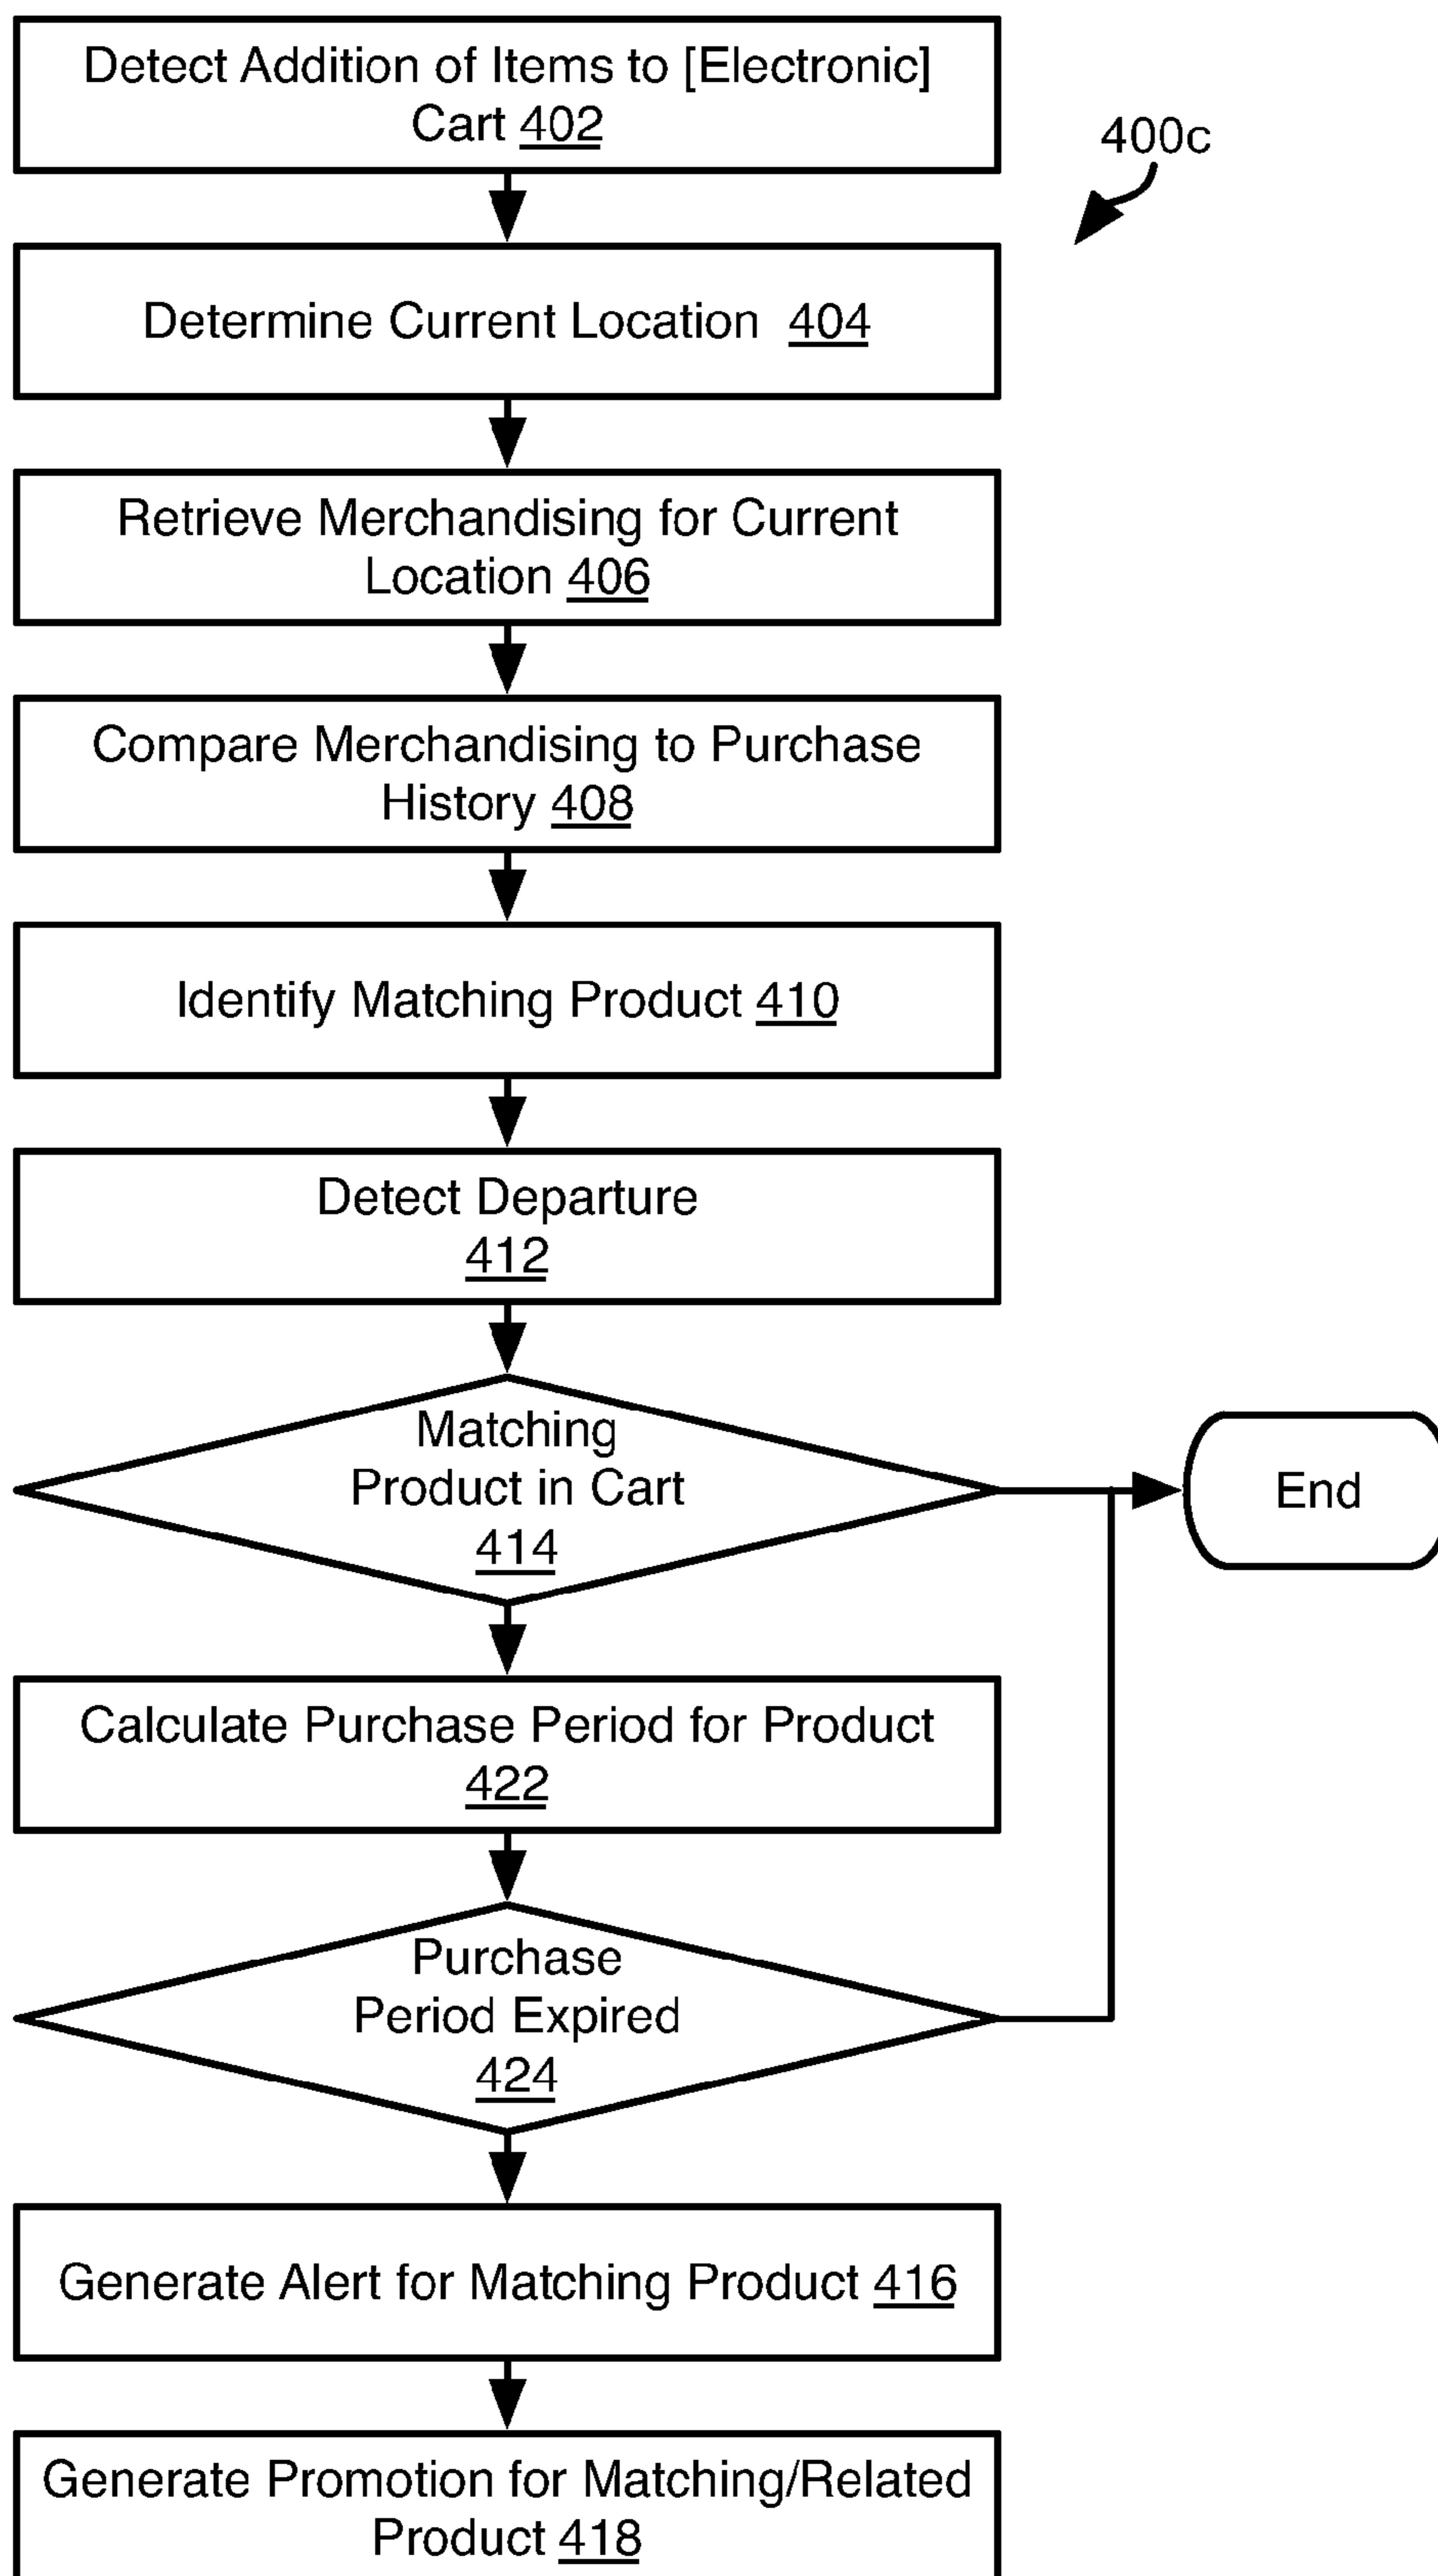 Detect Addition of Items to [Electronic]
Cart 402
400c
Determine Current Location 404
Retrieve Merchandising for Current
Location 406
Compare Merchandising to Purchase
History 408
Identify Matching Product 410
Detect Departure
412
Matching
Product in Cart
414
End
Calculate Purchase Period for Product
422
Purchase
Period Expired
424
Generate Alert for Matching Product 416
Generate Promotion for Matching/Related
Product 418